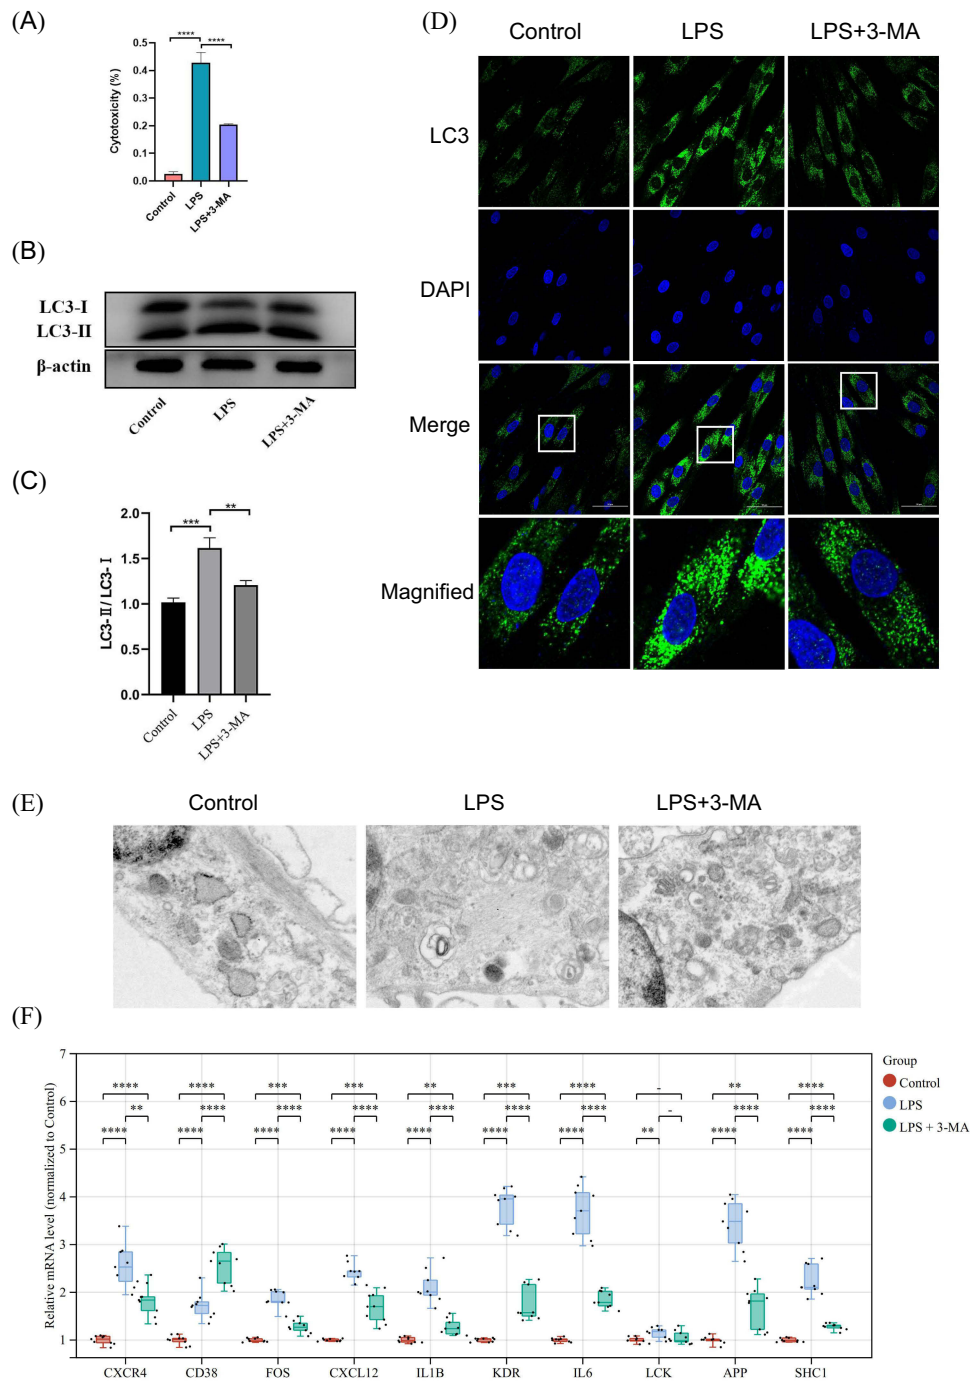 (A)
**** ****
Cytotoxicity (%)
0.5
0.4
0.3
0.2
0.1
0.0
Control
LPS
LPS+3-MA
(B)
LC3-I
LC3-II
β-actin
Control
LPS
LPS+3-MA
(C)
*** **
LC3-II/LC3-I
2.0
1.5
1.0
0.5
0.0
Control
LPS
LPS+3-MA
(D)
Control LPS LPS+3-MA
LC3
DAPI
Merge
Magnified
(E)
Control LPS LPS+3-MA
(F)
Relative mRNA level (normalized to Control)
7
6
5
4
3
2
1
**** **** *** *** ** *** **** - ** ****
** **** **** **** **** **** **** - **** ****
**** **** **** **** **** **** **** ** **** ****
CXCR4 CD38 FOS CXCL12 IL1B KDR IL6 LCK APP SHC1
Group
Control
LPS
LPS + 3-MA